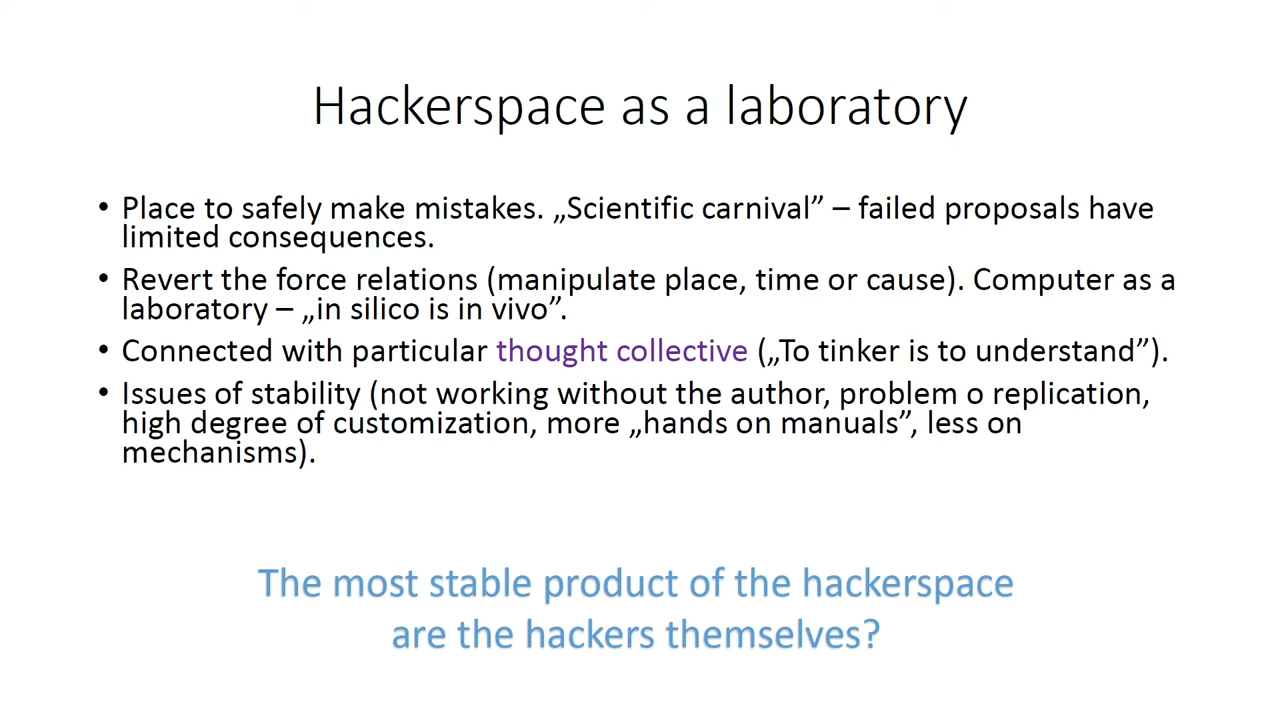 Hackerspace as a laboratory
• Place to safely make mistakes. „Scientific carnival” – failed proposals have
limited consequences.
• Revert the force relations (manipulate place, time or cause). Computer as a
laboratory – „in silico is in vivo”.
• Connected with particular thought collective („To tinker is to understand”).
• Issues of stability (not working without the author, problem o replication,
high degree of customization, more „hands on manuals”, less on
mechanisms).
The most stable product of the hackerspace
are the hackers themselves?